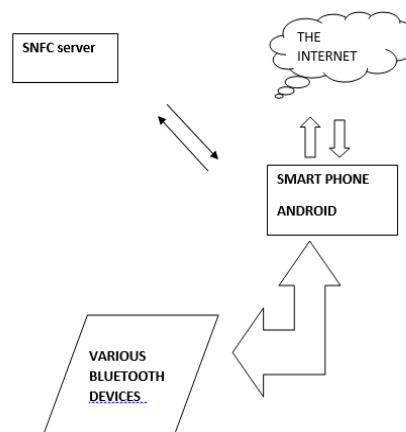 SNFC server
THE
INTERNET
SMART PHONE
ANDROID
VARIOUS
BLUETOOTH
DEVICES